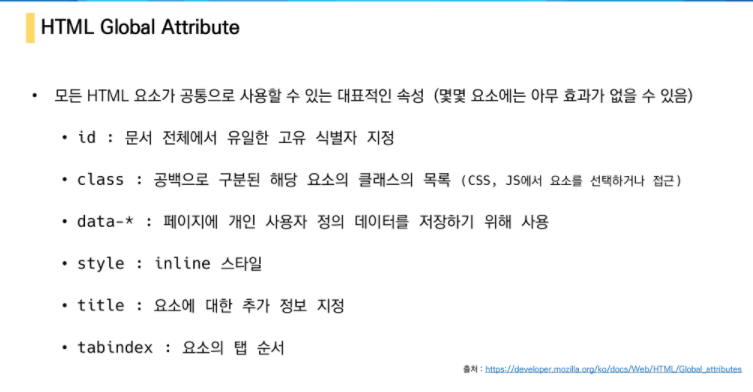 HTML Global Attribute
• 모든 HTML 요소가 공통으로 사용할 수 있는 대표적인 속성 (몇몇 요소에는 아무 효과가 없을 수 있음)
• id : 문서 전체에서 유일한 고유 식별자 지정
• class : 공백으로 구분된 해당 요소의 클래스의 목록 (CSS, JS에서 요소를 선택하거나 접근)
• data-* : 페이지에 개인 사용자 정의 데이터를 저장하기 위해 사용
• style : inline 스타일
• title : 요소에 대한 추가 정보 지정
• tabindex : 요소의 탭 순서
출처 : https://developer.mozilla.org/ko/docs/Web/HTML/Global_attributes